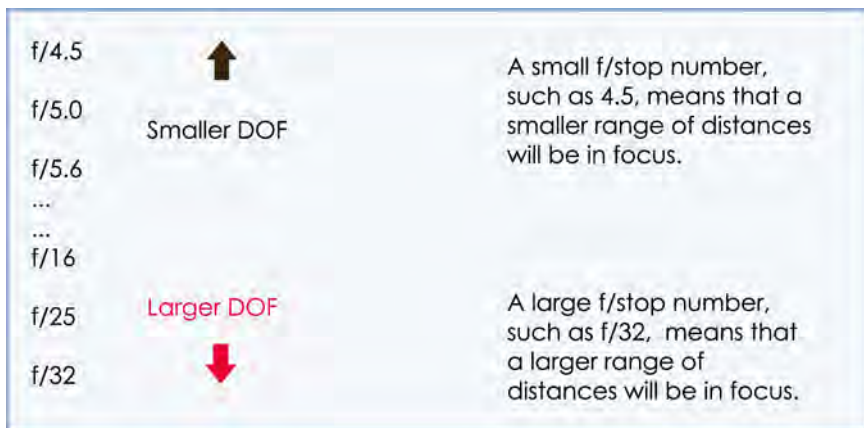 f/4.5
f/5.0
Smaller DOF
f/5.6
...
...
f/16
Larger DOF
f/25
f/32
A small f/stop number,
such as 4.5, means that a
smaller range of distances
will be in focus.
A large f/stop number,
such as f/32, means that
a larger range of
distances will be in focus.